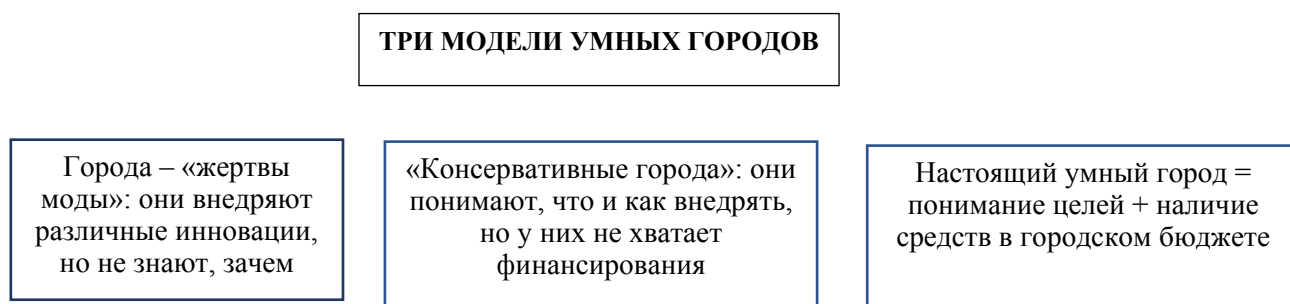 ТРИ МОДЕЛИ УМНЫХ ГОРОДОВ
Города – «жертвы
моды»: они внедряют
различные инновации,
но не знают, зачем
«Консервативные города»: они
понимают, что и как внедрять,
но у них не хватает
финансирования
Настоящий умный город =
понимание целей + наличие
средств в городском бюджете